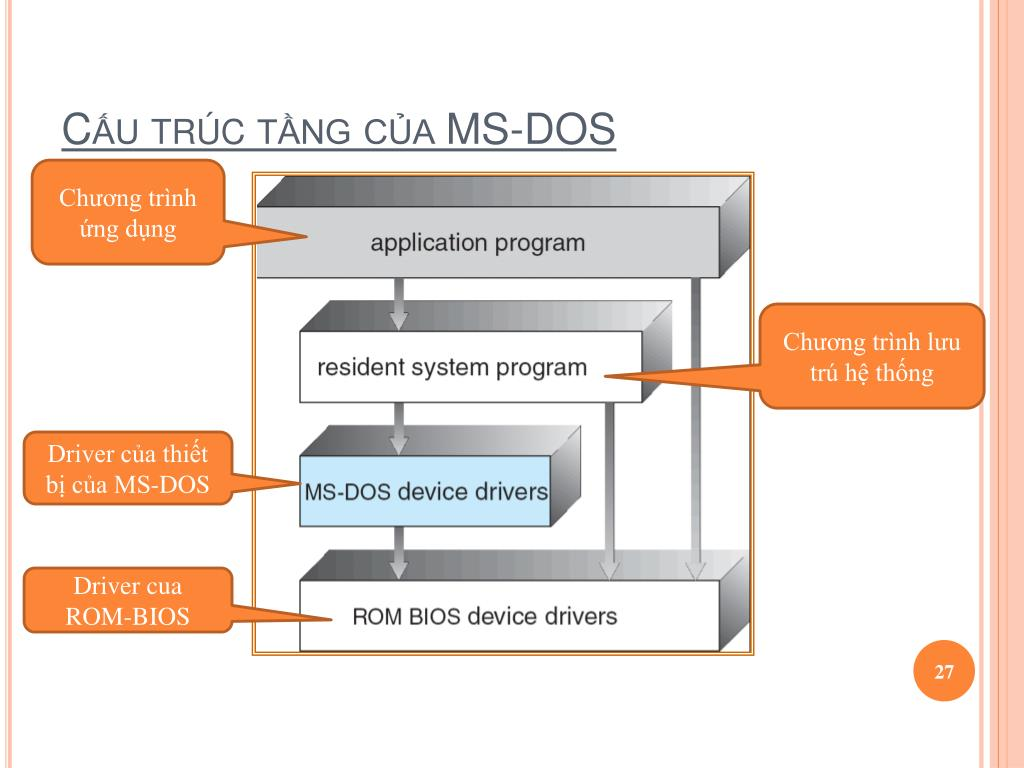 CẤU TRÚC TẦNG CỦA MS-DOS
Chương trình
ứng dụng
application program
Chương trình lưu
trú hệ thống
resident system program
Driver của thiết
bị của MS-DOS
MS-DOS device drivers
Driver cua
ROM-BIOS
ROM BIOS device drivers
27